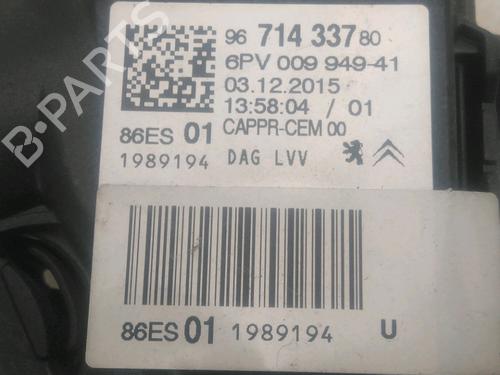 96 714 337 80
6PV 009 949-41
03.12.2015
13:58:04 / 01
86ES 01 CAPPR-CEM 00
1989194 DAG LVV
86ES 01 1989194 U
B-PARTS